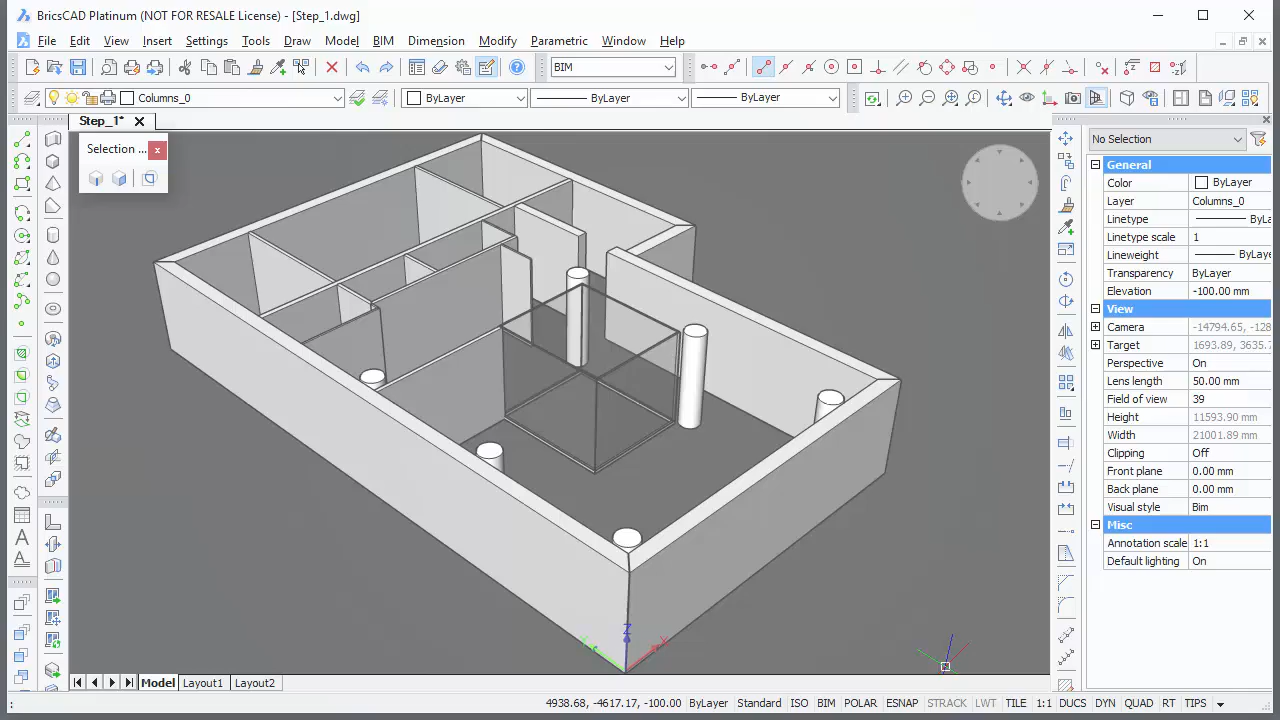 BricsCAD Platinum (NOT FOR RESALE License) - [Step_1.dwg]
File Edit View Insert Settings Tools Draw Model BIM Dimension Modify Parametric Window Help
BIM
Columns_0 ByLayer ByLayer ByLayer
Step_1*
Selection ... x
No Selection
General
Color ByLayer
Layer Columns_0
Linetype ByLa
Linetype scale 1
Lineweight ByLay
Transparency ByLayer
Elevation -100.00 mm
View
Camera -14794.65, -128
Target 1693.89, 3635.7
Perspective On
Lens length 50.00 mm
Field of view 39
Height 11593.90 mm
Width 21001.89 mm
Clipping Off
Front plane 0.00 mm
Back plane 0.00 mm
Visual style Bim
Misc
Annotation scale 1:1
Default lighting On
Z
Y X
Model Layout1 Layout2
: 4938.68, -4617.17, -100.00 ByLayer Standard ISO BIM POLAR ESNAP STRACK LWT TILE 1:1 DUCS DYN QUAD RT TIPS